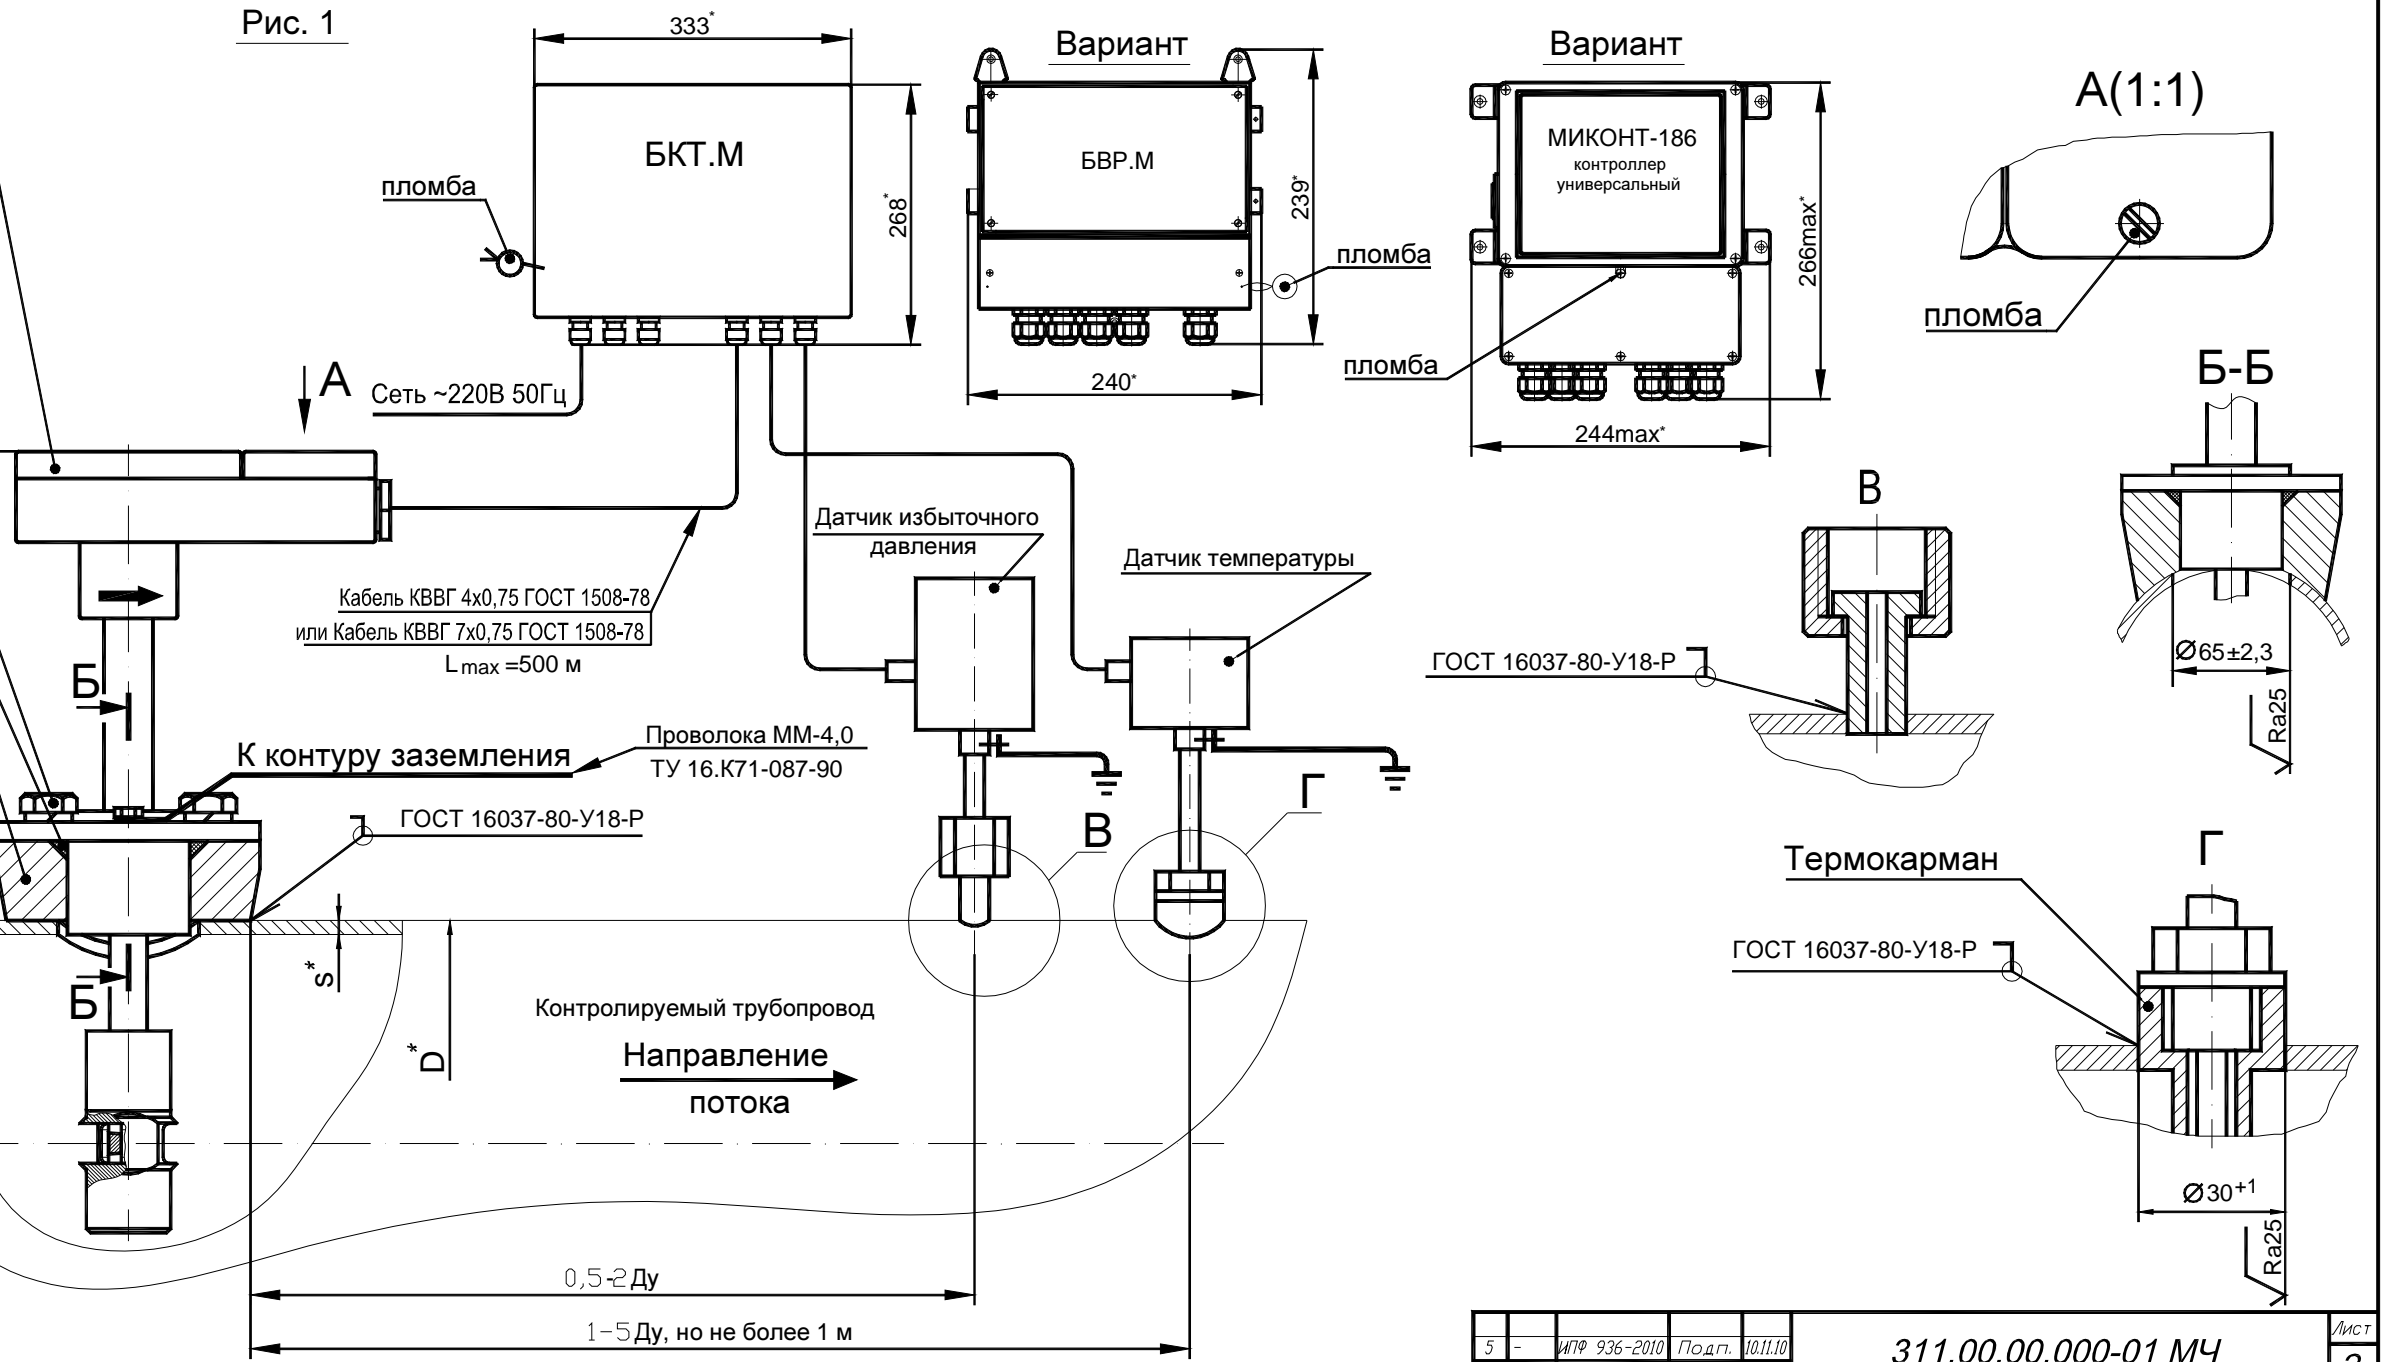 Рис. 1
333*
БКТ.М
пломба
268*
Вариант
БВР.М
239*
пломба
240*
Вариант
МИКОНТ-186
контроллер
универсальный
266max*
пломба
244max*
А(1:1)
пломба
А
Сеть ~220В 50Гц
Кабель КВВГ 4х0,75 ГОСТ 1508-78
или Кабель КВВГ 7х0,75 ГОСТ 1508-78
L max =500 м
Датчик избыточного
давления
Датчик температуры
Б
К контуру заземления
Проволока ММ-4,0
ТУ 16.К71-087-90
ГОСТ 16037-80-У18-Р
В
Г
Б
s*
D*
Контролируемый трубопровод
Направление
потока
0,5-2 Ду
1-5 Ду, но не более 1 м
Б-Б
Ø65±2,3
Ra25
В
ГОСТ 16037-80-У18-Р
Г
Термокарман
ГОСТ 16037-80-У18-Р
Ø30+1
Ra25
5 - ИПФ 936-2010 Подп. 10.11.10
311.00.00.000-01 МЧ
Лист